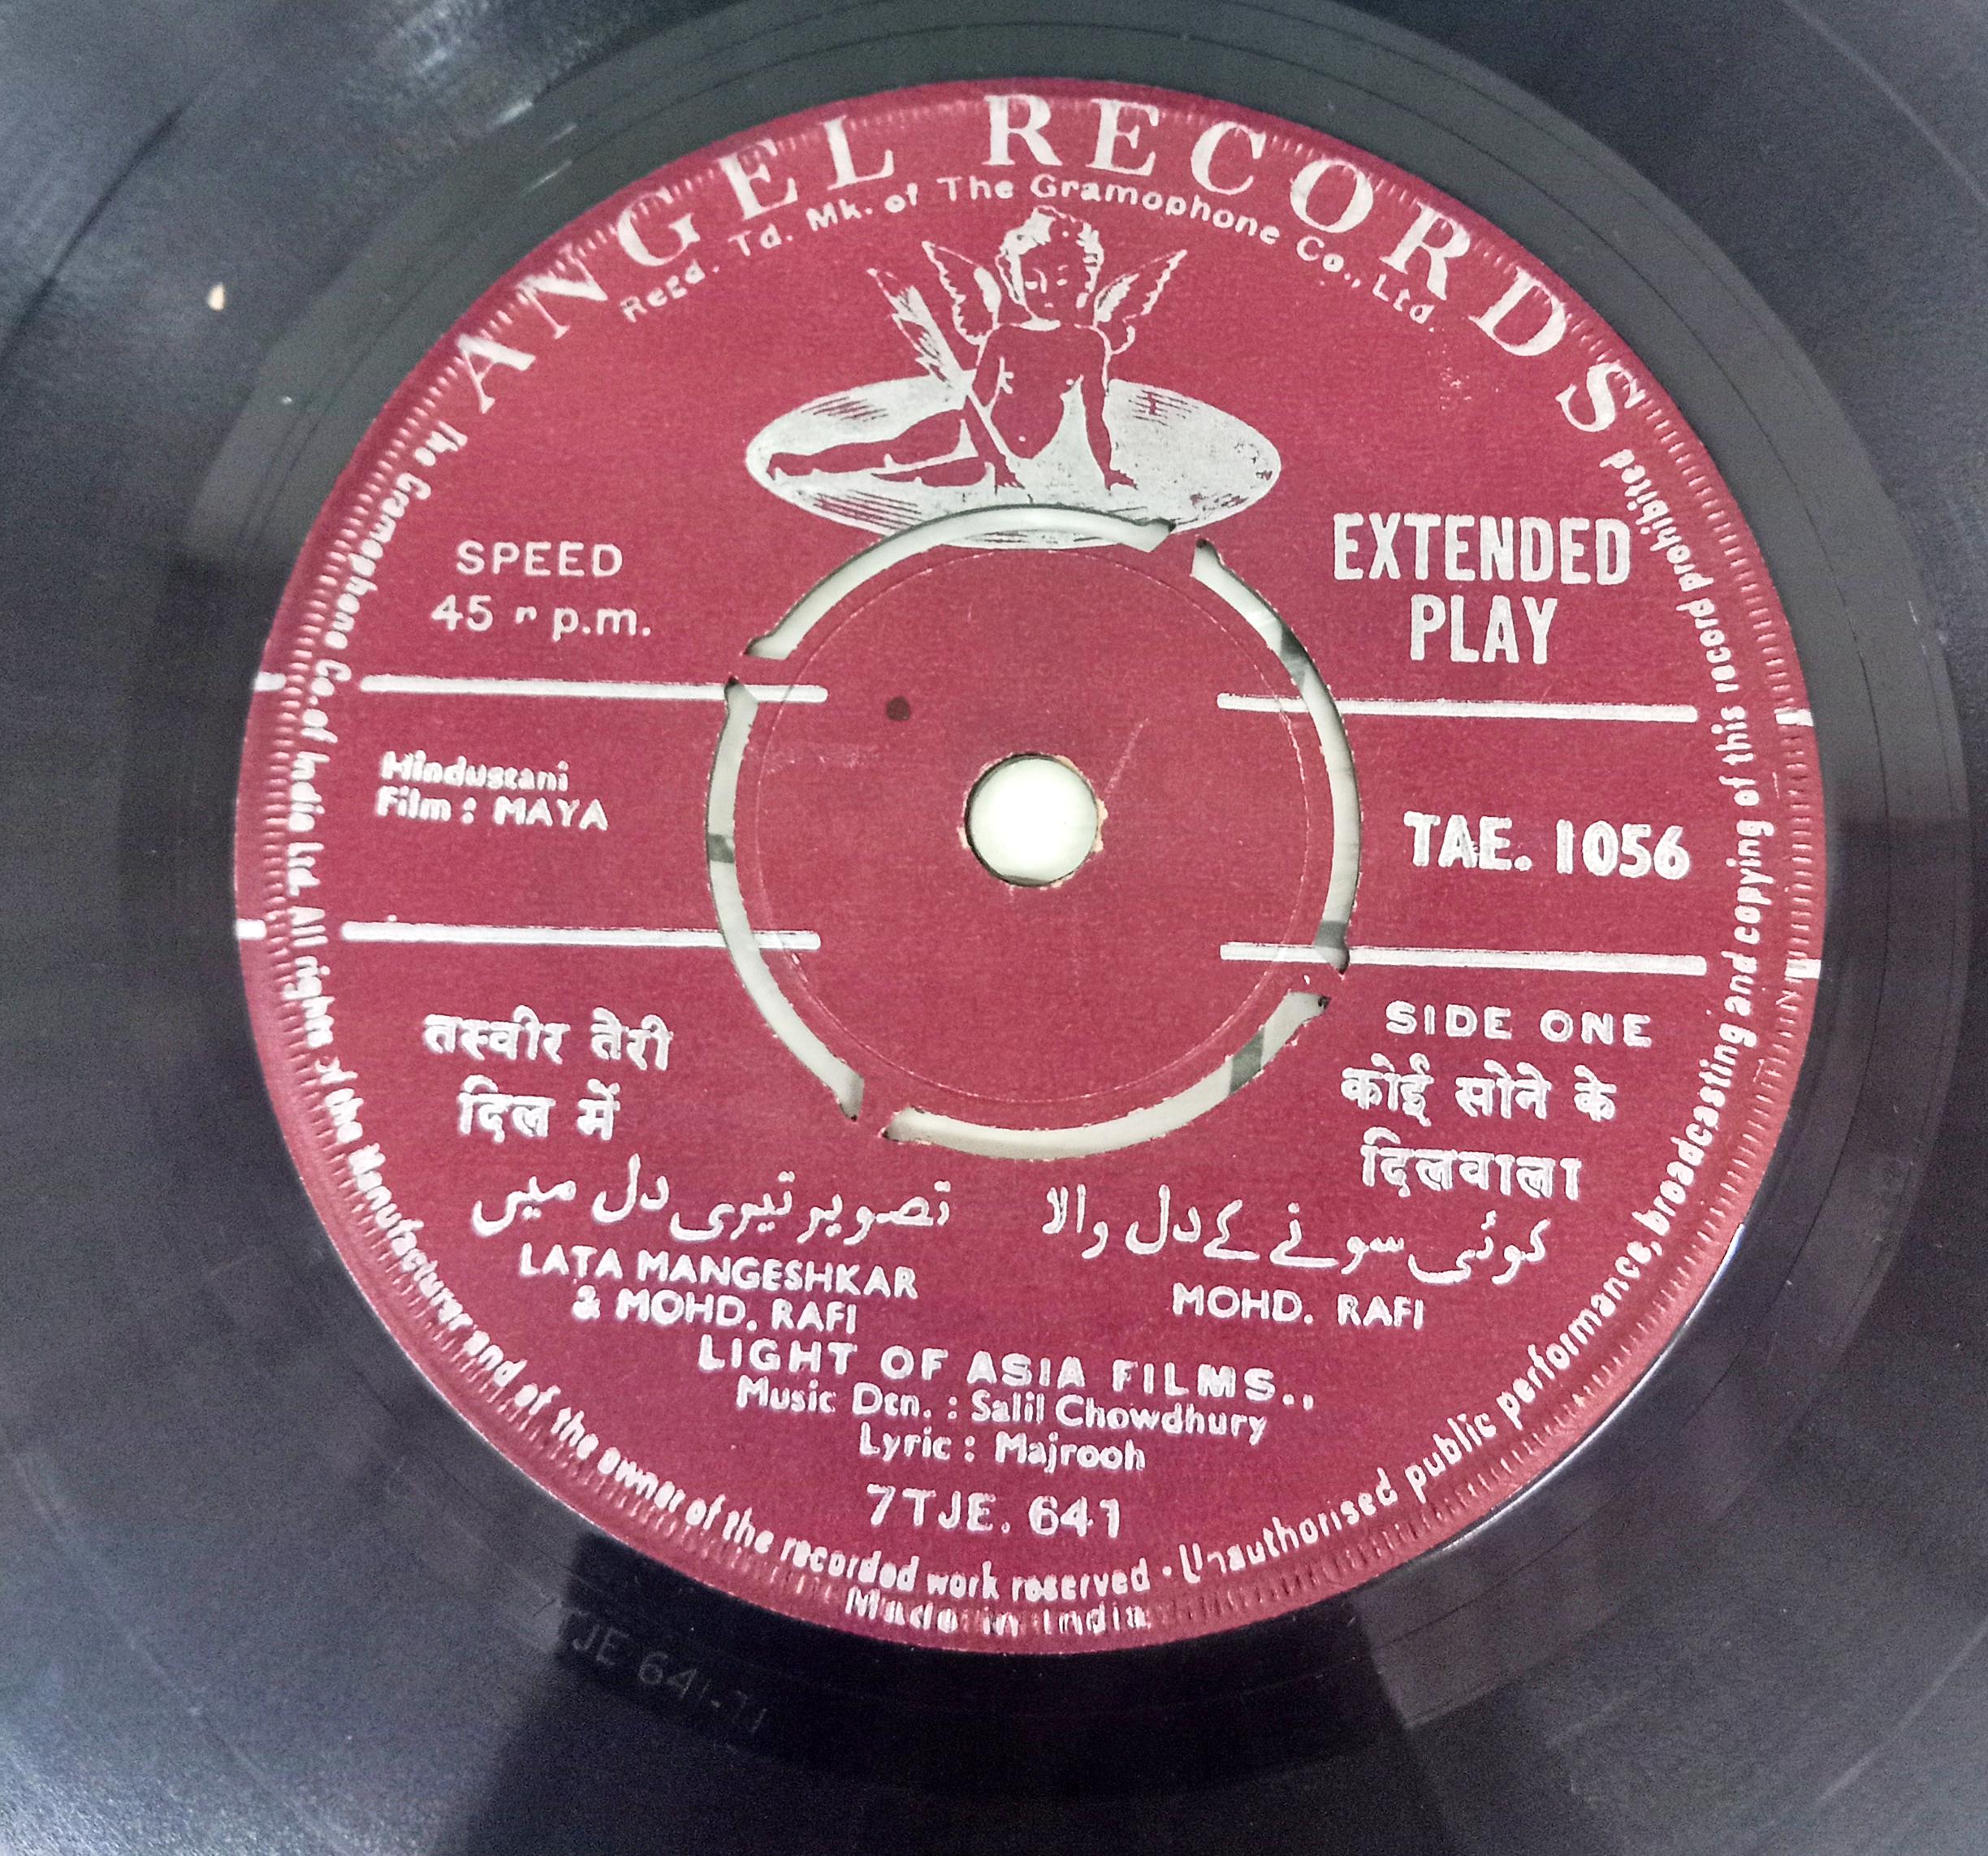 ANGEL RECORDS
Regd. Td. Mk. of The Gramophone Co., Ltd.
SPEED
45 r p.m.
EXTENDED
PLAY
Hindustani
Film : MAYA
TAE. 1056
SIDE ONE
तस्वीर तेरी
दिल में
कोई सोने के
दिलवाला
تصویر تیری دل میں
کوئی سونے کے دل والا
LATA MANGESHKAR
& MOHD. RAFI
MOHD. RAFI
LIGHT OF ASIA FILMS..
Music Dcn. : Salil Chowdhury
Lyric : Majrooh
7TJE. 641
The Gramophone Co. of India Ltd. All rights of the Manufacturer and of the owner of the recorded work reserved · Unauthorised public performance, broadcasting and copying of this record prohibited
Made in India
TJE 641-